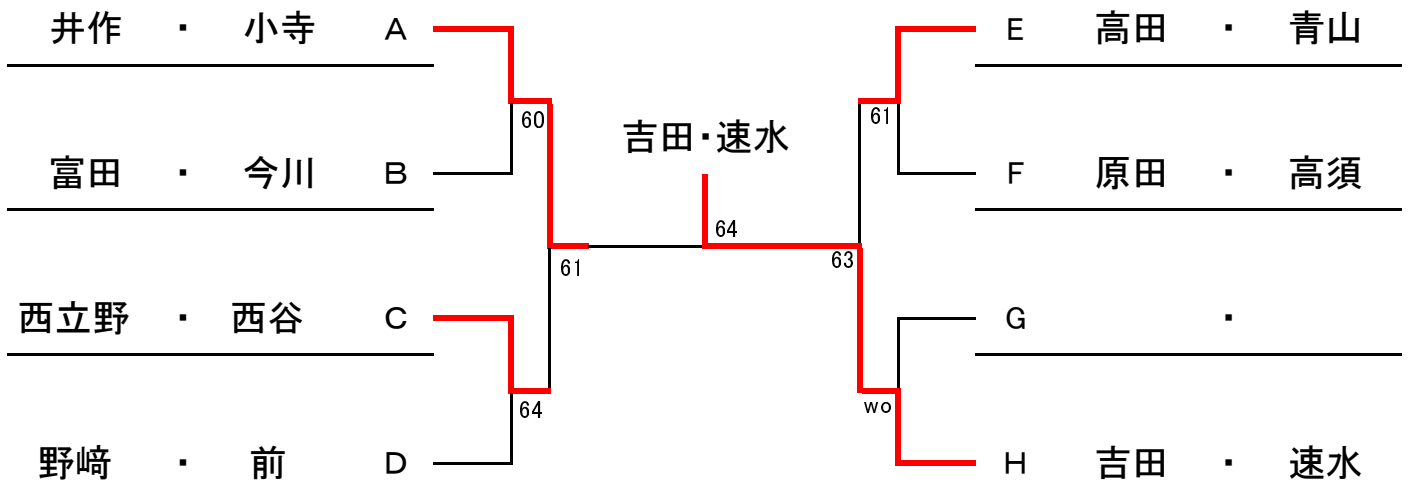 井作 ・ 小寺 A
60
富田 ・ 今川 B
61
西立野 ・ 西谷 C
64
野﨑 ・ 前 D
吉田・速水
64
E 高田 ・ 青山
61
F 原田 ・ 高須
63
G ・
wo
H 吉田 ・ 速水